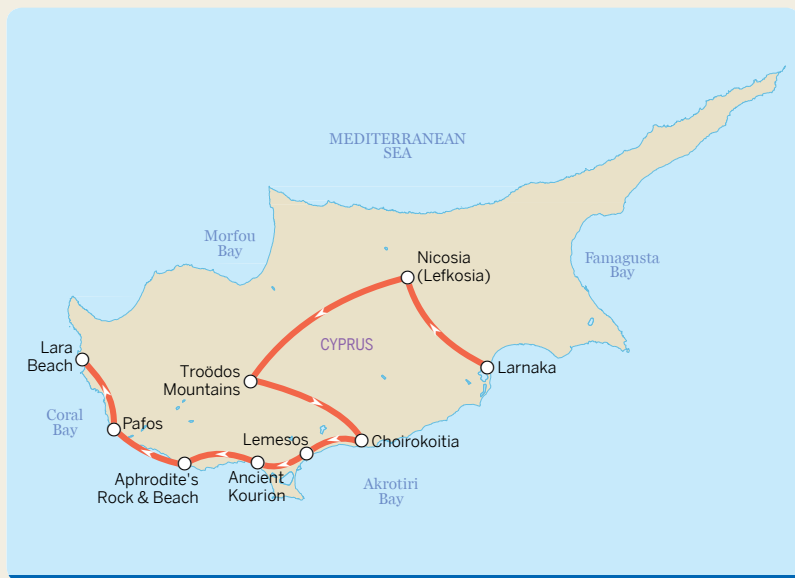 MEDITERRANEAN
SEA
Morfou
Bay
Nicosia
(Lefkosia)
Famagusta
Bay
CYPRUS
Lara
Beach
Troödos
Mountains
Larnaka
Coral
Bay
Pafos
Lemesos
Choirokoitia
Aphrodite's
Rock & Beach
Ancient
Kourion
Akrotiri
Bay